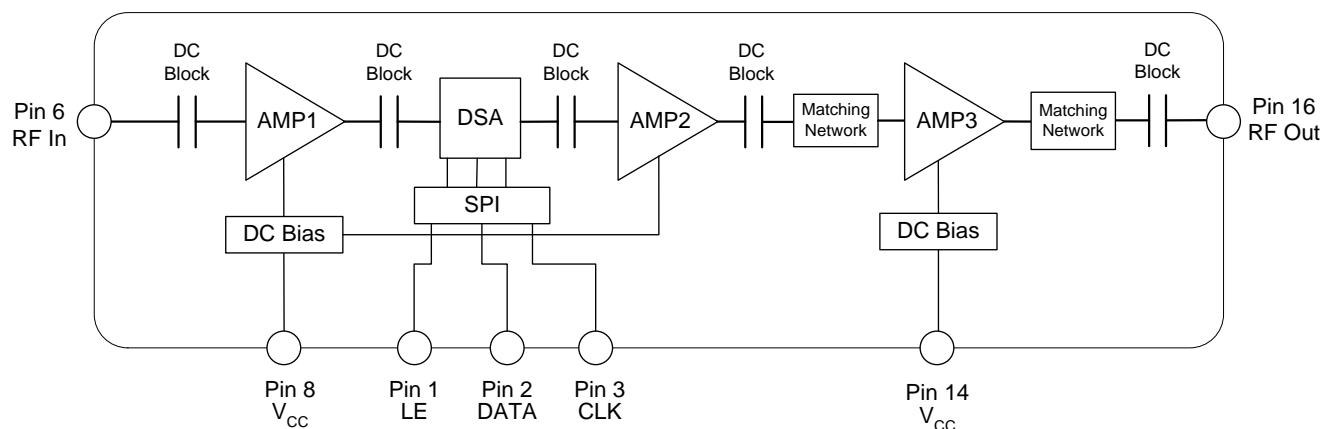 DC
Block
DC
Block
DC
Block
DC
Block
DC
Block
Pin 6
RF In
AMP1
DSA
AMP2
Matching
Network
AMP3
Matching
Network
Pin 16
RF Out
SPI
DC Bias
DC Bias
Pin 8
VCC
Pin 1
LE
Pin 2
DATA
Pin 3
CLK
Pin 14
VCC